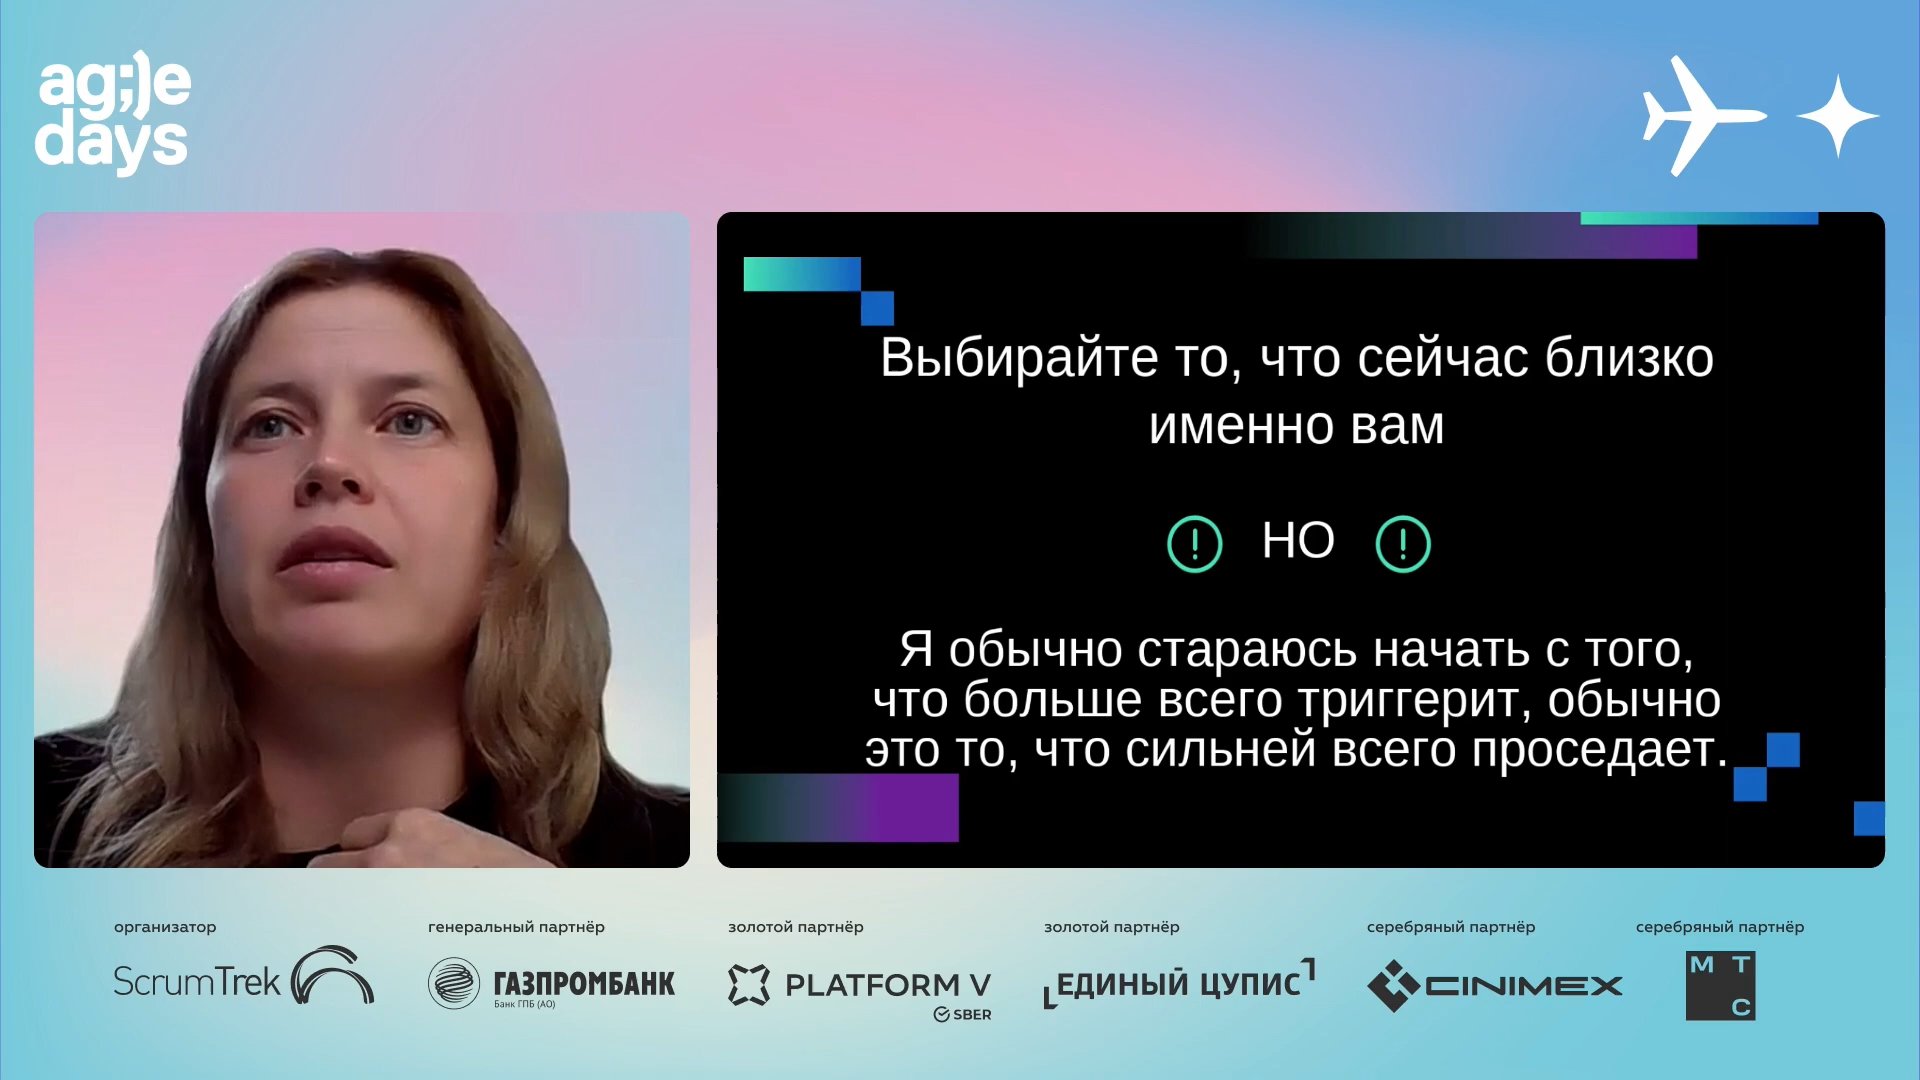 ag;le
days
Выбирайте то, что сейчас близко
именно вам
НО
Я обычно стараюсь начать с того,
что больше всего триггерит, обычно
это то, что сильней всего проседает.
организатор
ScrumTrek
генеральный партнёр
ГАЗПРОМБАНК
Банк ГПБ (АО)
золотой партнёр
PLATFORM V
SBER
золотой партнёр
ЕДИНЫЙ ЦУПИС
серебряный партнёр
CINIMEX
серебряный партнёр
М Т
С